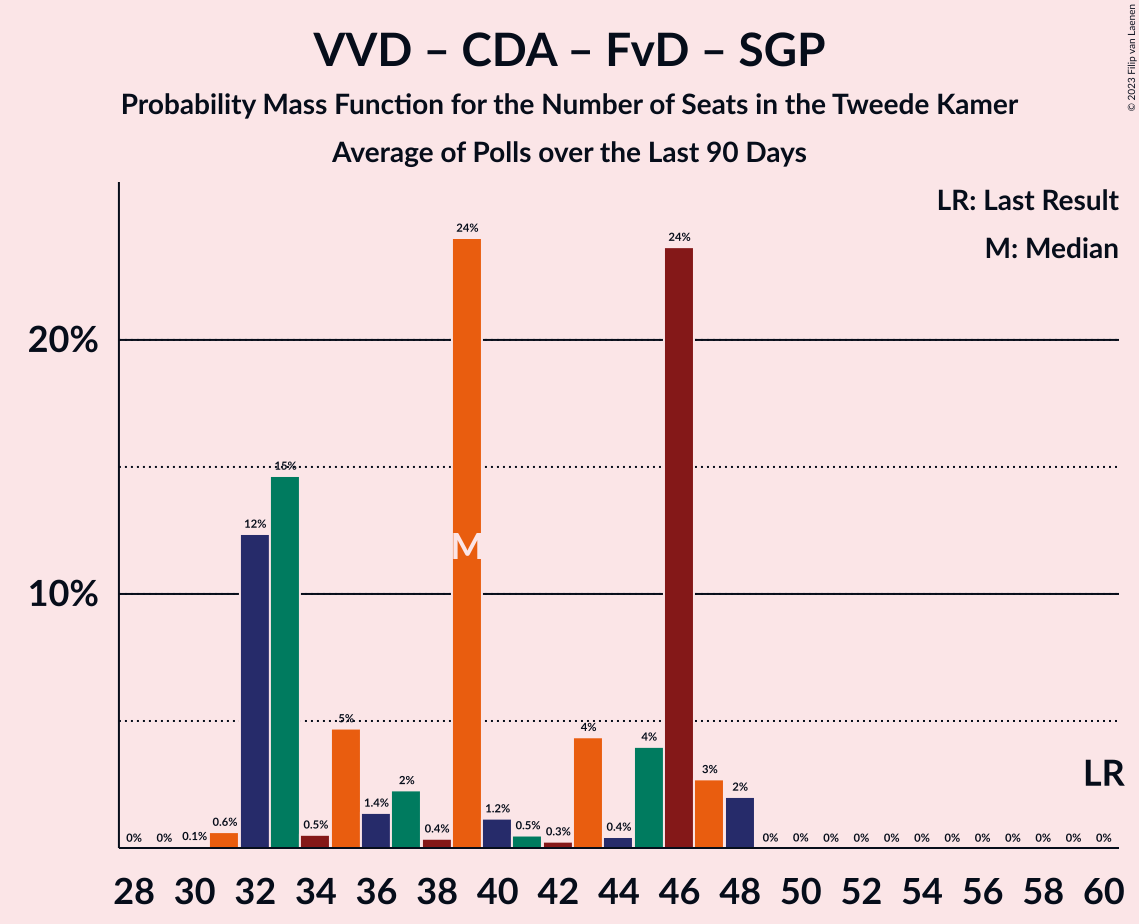 VVD – CDA – FvD – SGP
Probability Mass Function for the Number of Seats in the Tweede Kamer
Average of Polls over the Last 90 Days
© 2023 Filip van Laenen
LR: Last Result
M: Median
20%
10%
0% 0% 0.1% 0.6% 12% 15% 0.5% 5% 1.4% 2% 0.4% 24% 1.2% 0.5% 0.3% 4% 0.4% 4% 24% 3% 2% 0% 0% 0% 0% 0% 0% 0% 0% 0% 0% 0% 0%
M
LR
28 30 32 34 36 38 40 42 44 46 48 50 52 54 56 58 60